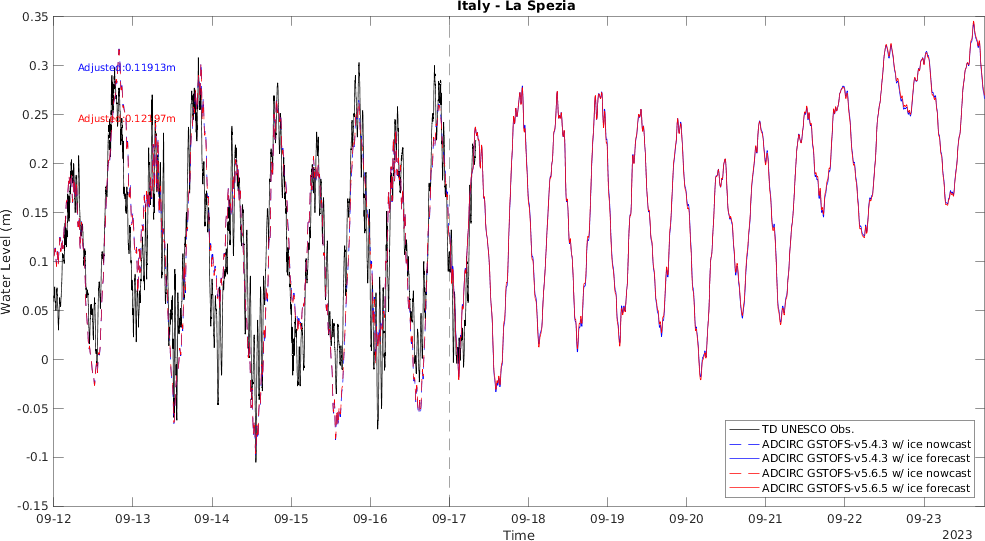 Italy - La Spezia
0.35
0.3
0.25
0.2
0.15
0.1
0.05
0
-0.05
-0.1
-0.15
Water Level (m)
Adjusted:0.11913m
Adjusted:0.12197m
TD UNESCO Obs.
ADCIRC GSTOFS-v5.4.3 w/ ice nowcast
ADCIRC GSTOFS-v5.4.3 w/ ice forecast
ADCIRC GSTOFS-v5.6.5 w/ ice nowcast
ADCIRC GSTOFS-v5.6.5 w/ ice forecast
09-12 09-13 09-14 09-15 09-16 09-17 09-18 09-19 09-20 09-21 09-22 09-23
Time
2023